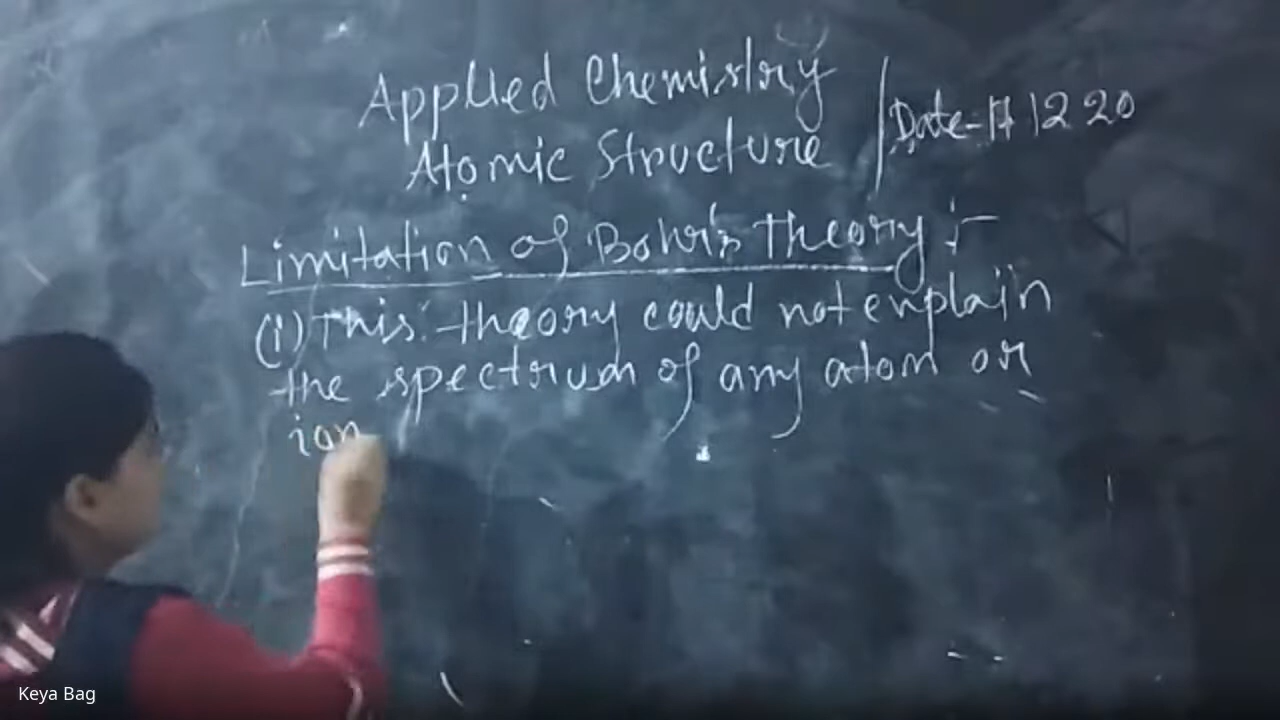 Applied Chemistry
Atomic Structure
Date-17 12 20
Limitation of Bohr's Theory :-
(i) This theory could not explain
the spectrum of any atom or
ion
Keya Bag